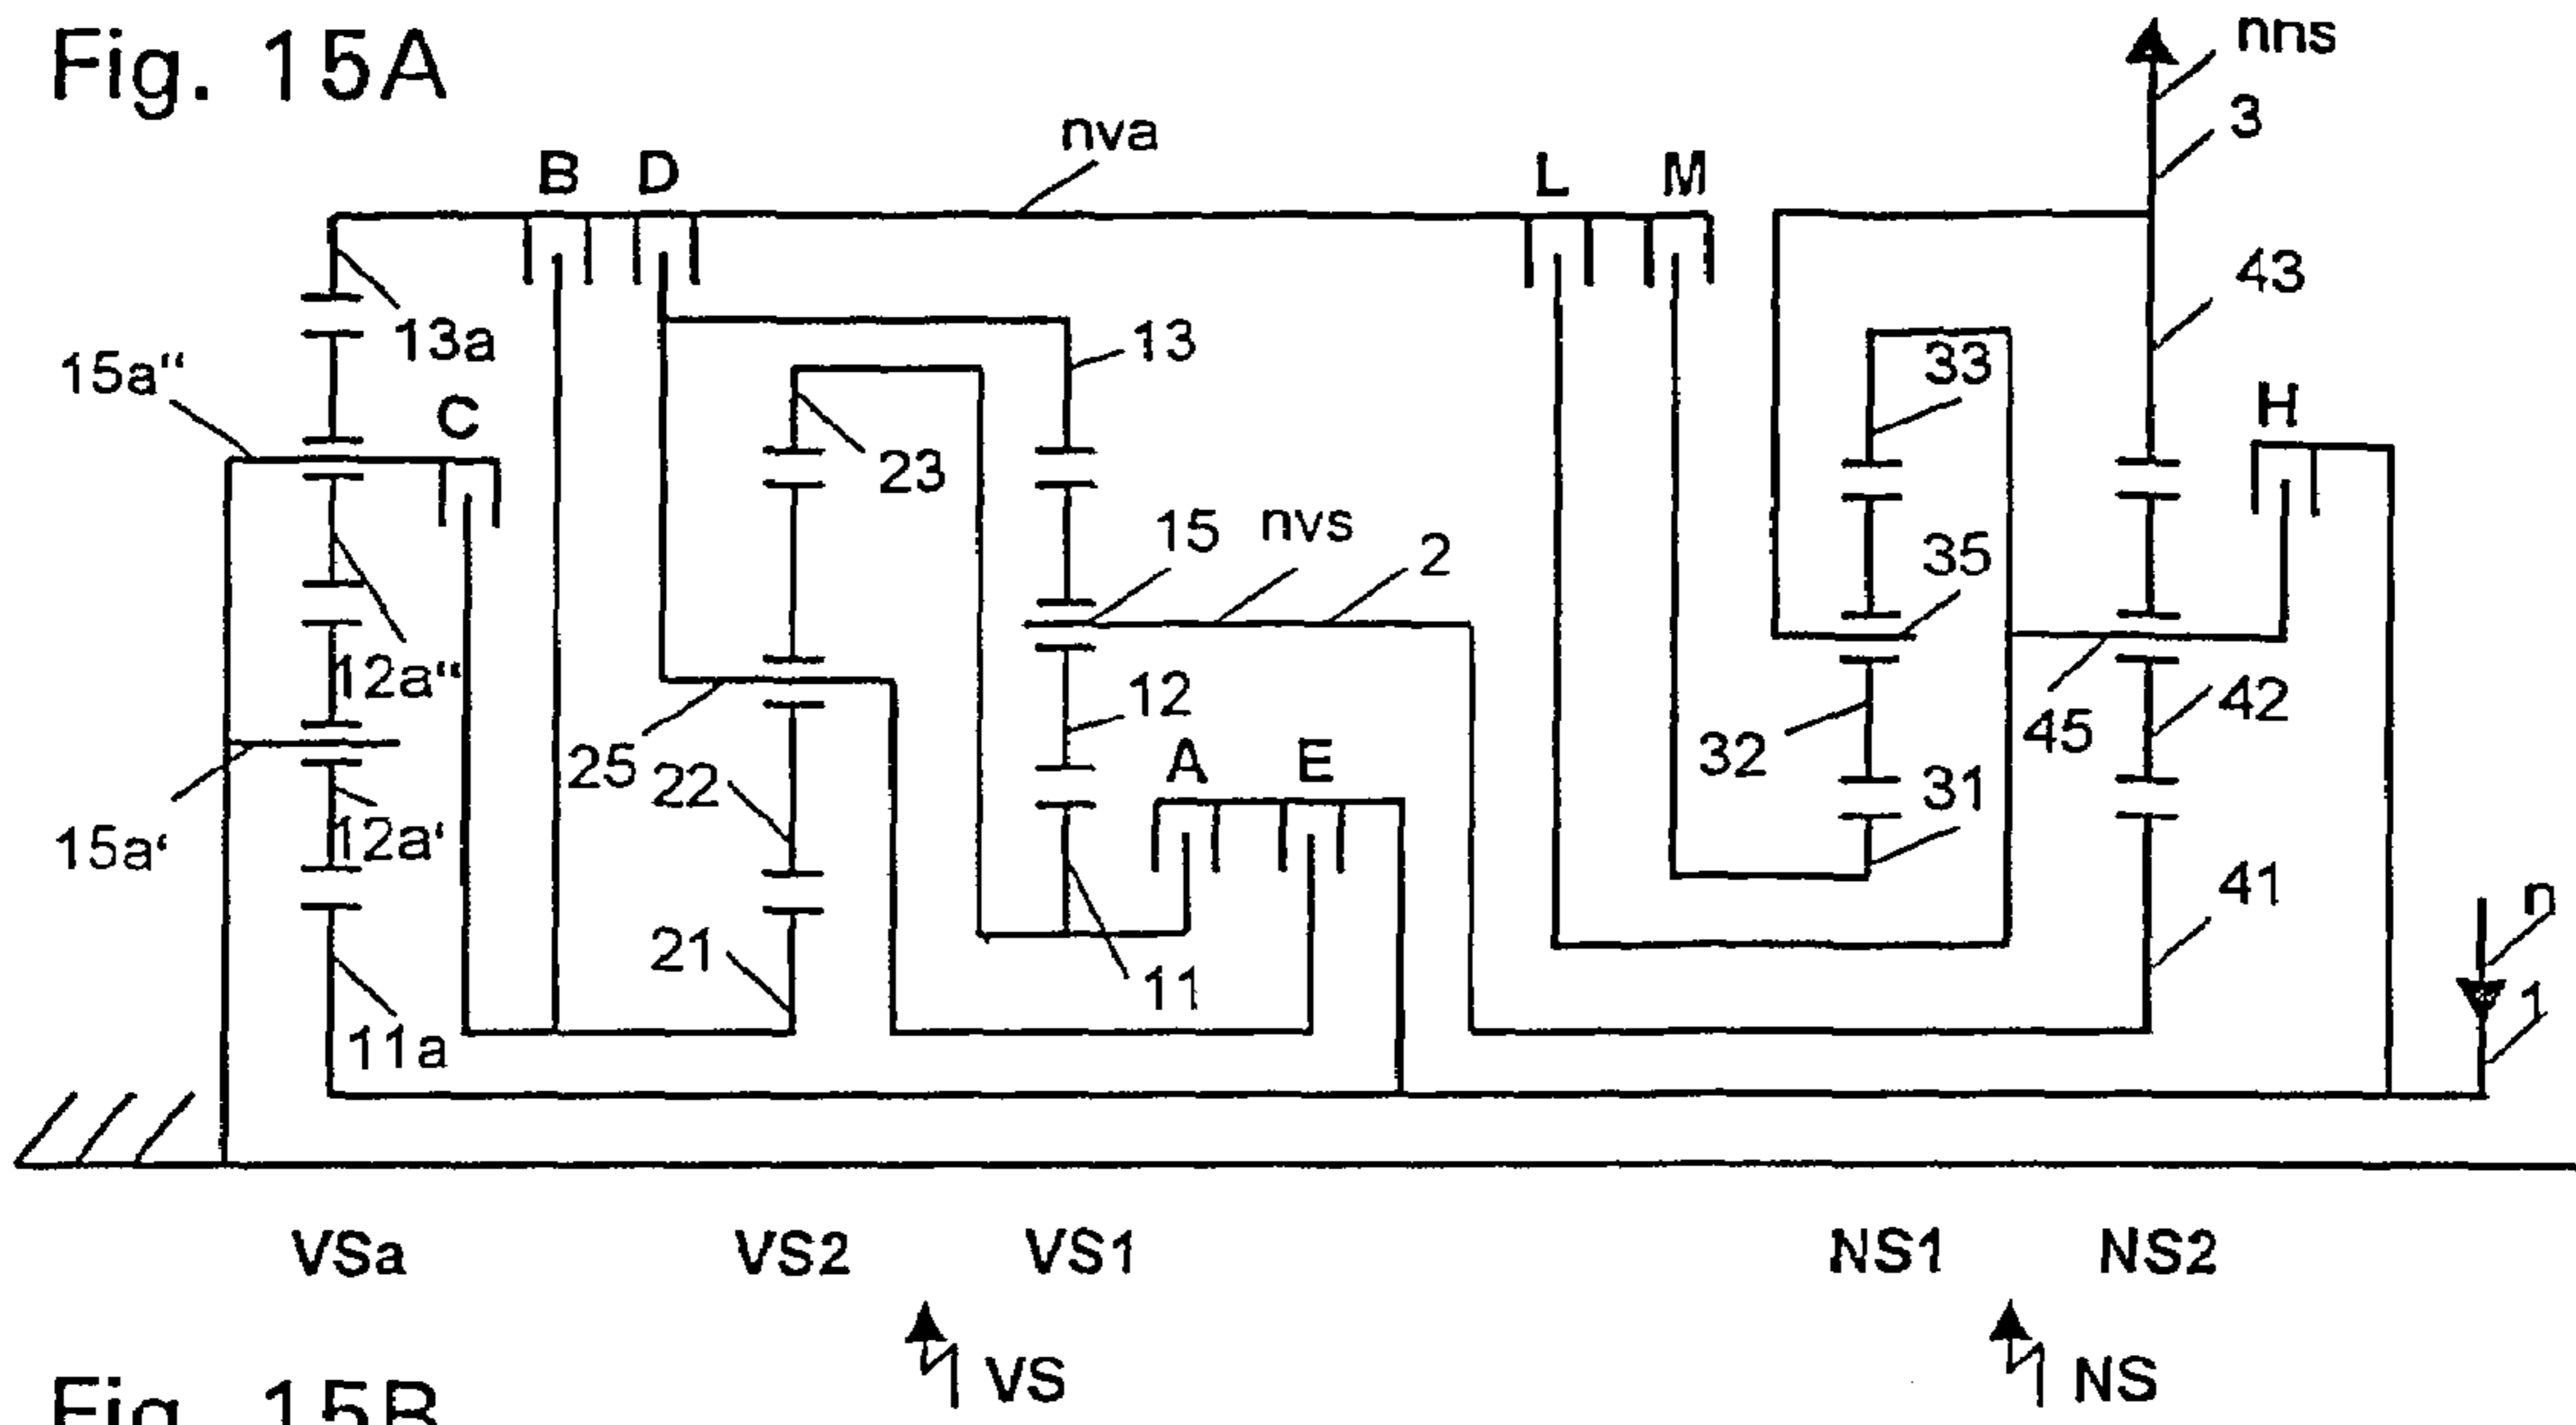 Fig. 15A
nns
3
nva
B D
L M
43
13a
13
33
15a"
C
H
23
15 nvs 2
35
12a"
12
42
25 22
A E
32
45
31
15a'
12a'
41
n
21
11
1
11a
VSa VS2 VS1 NS1 NS2
VS NS
Fig. 15B